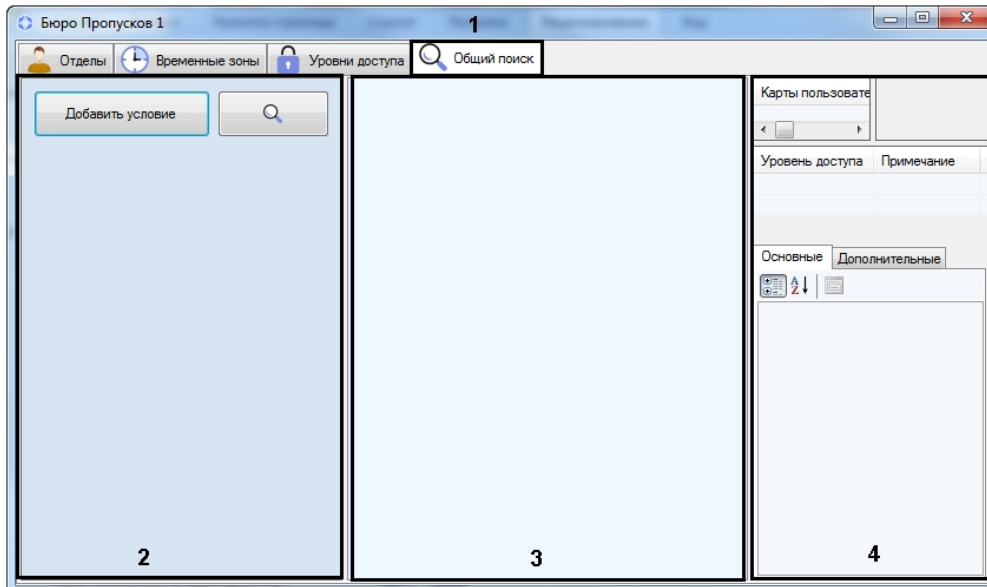 Бюро Пропусков 1
1
Отделы
Временные зоны
Уровни доступа
Общий поиск
Добавить условие
Карты пользовате
Уровень доступа Примечание
Основные Дополнительные
2
3
4